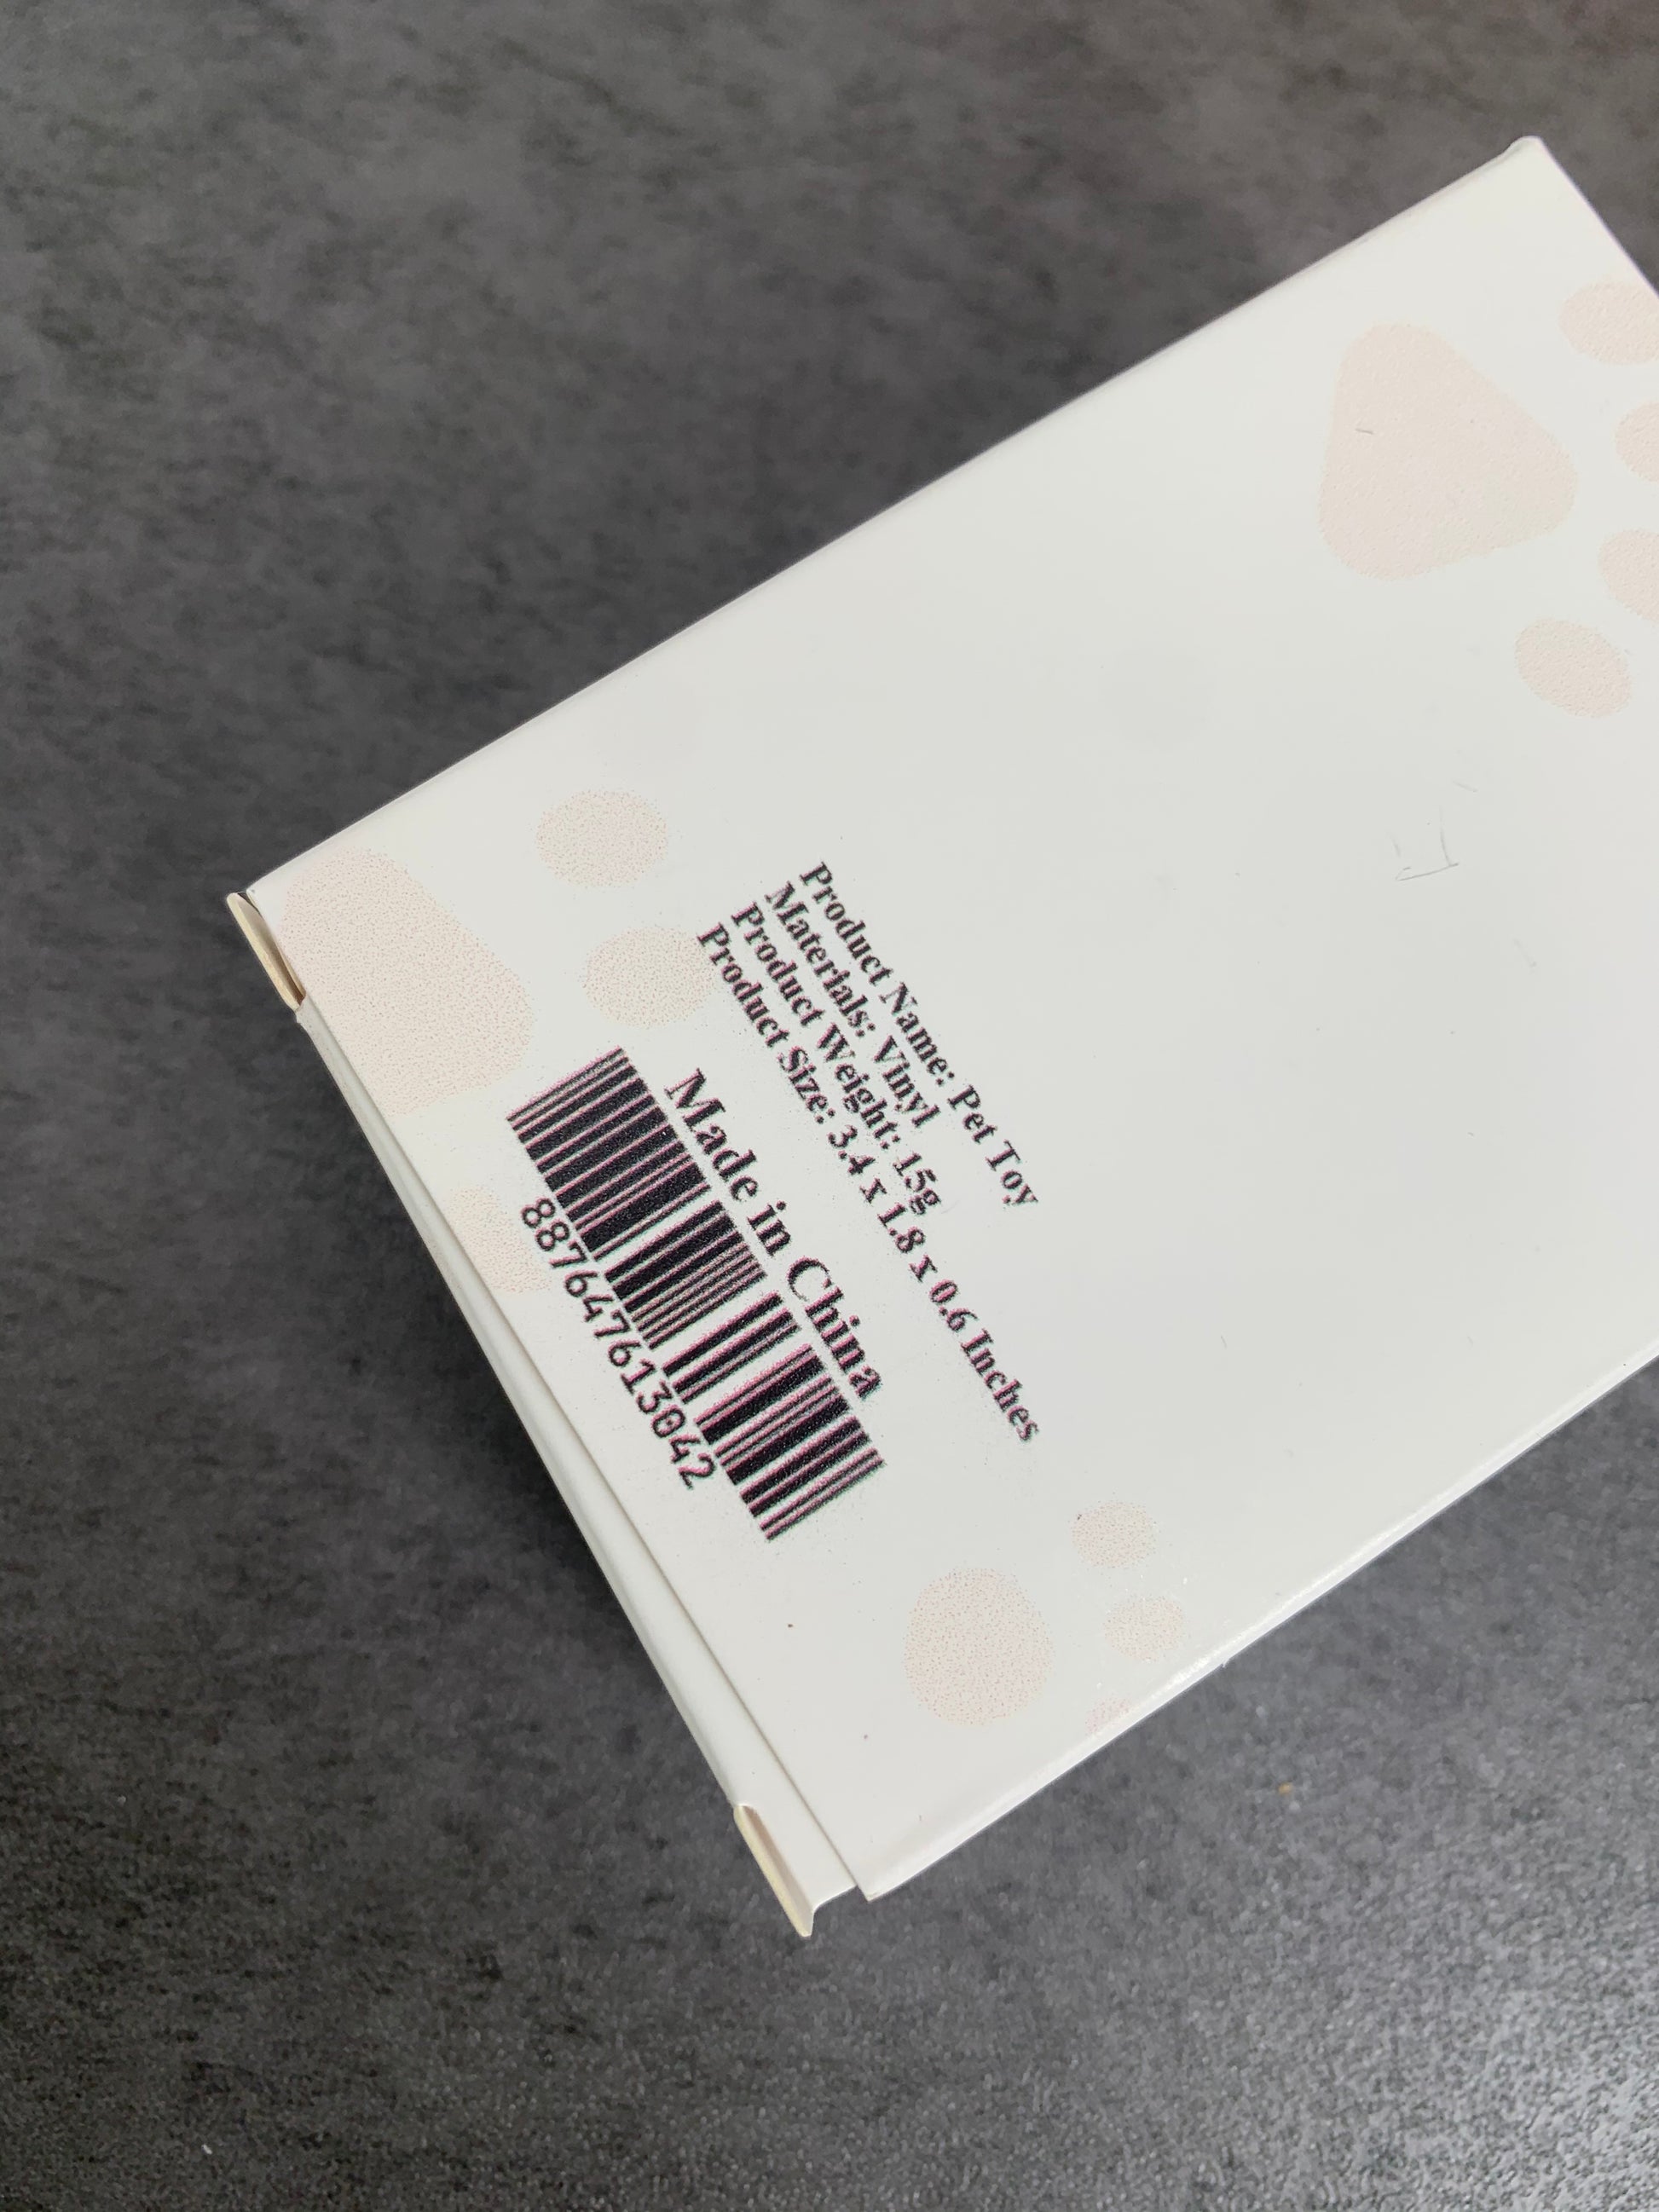 Product Name: Pet Toy
Materials: Vinyl
Product Weight: 15g
Product Size: 3.4 x 1.8 x 0.6 Inches
Made in China
887647613042